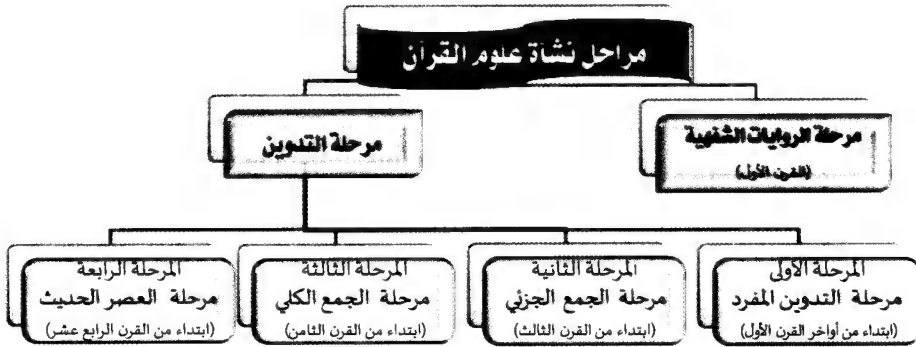 مراحل نشأة علوم القرآن
مرحلة الروايات الشفهية
(القرن الأول)
مرحلة التدوين
المرحلة الأولى
مرحلة التدوين المفرد
(ابتداء من أواخر القرن الأول)
المرحلة الثانية
مرحلة الجمع الجزئي
(ابتداء من القرن الثالث)
المرحلة الثالثة
مرحلة الجمع الكلي
(ابتداء من القرن الثامن)
المرحلة الرابعة
مرحلة العصر الحديث
(ابتداء من القرن الرابع عشر)